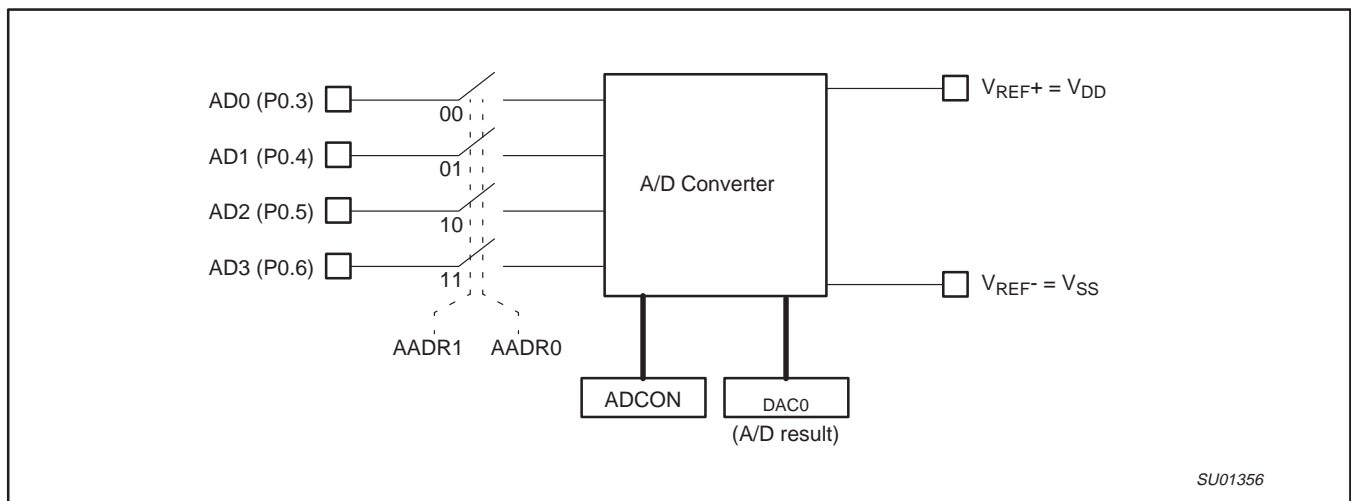 AD0 (P0.3)
00
AD1 (P0.4)
01
AD2 (P0.5)
10
AD3 (P0.6)
11
AADR1 AADR0
A/D Converter
VREF+ = VDD
VREF- = VSS
ADCON
DAC0
(A/D result)
SU01356